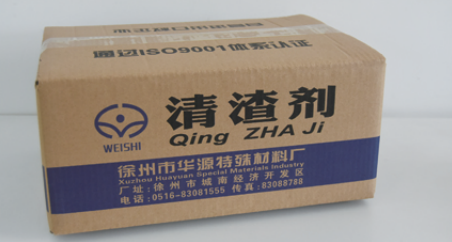 通过ISO9001体系认证
WEISHI
清渣剂
Qing ZHA Ji
徐州市华源特殊材料厂
Xuzhou Huayuan Special Materials Industry
厂址:徐州市城南经济开发区
电话:0516-83081555 传真:83088788